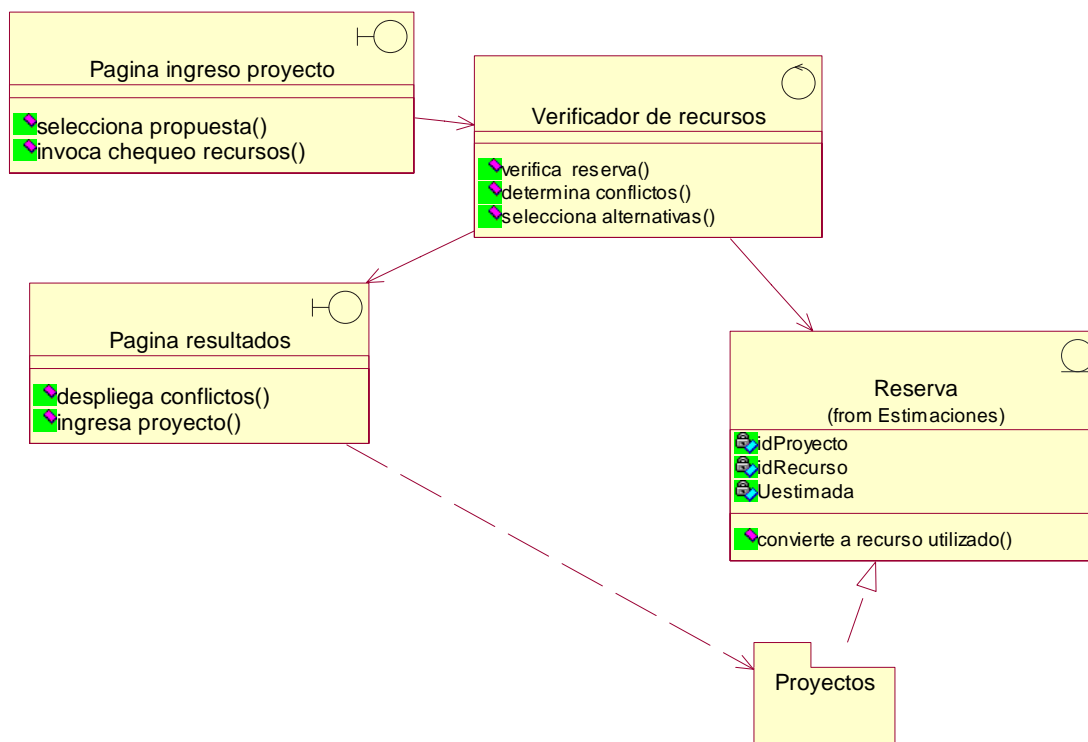 Pagina ingreso proyecto
selecciona propuesta()
invoca chequeo recursos()
Verificador de recursos
verifica reserva()
determina conflictos()
selecciona alternativas()
Pagina resultados
despliega conflictos()
ingresa proyecto()
Reserva
(from Estimaciones)
idProyecto
idRecurso
Uestimada
convierte a recurso utilizado()
Proyectos